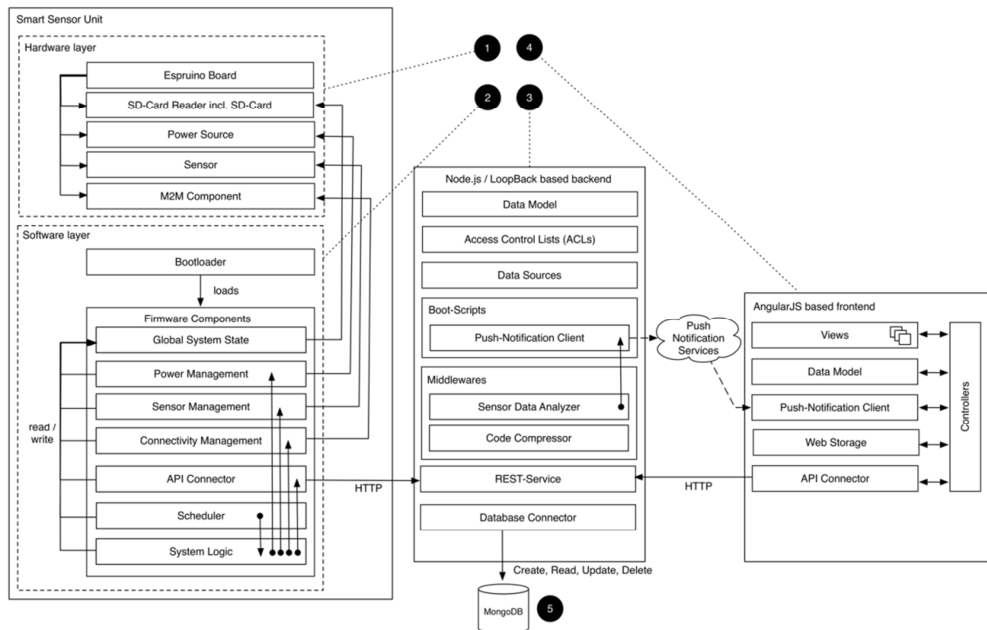 Smart Sensor Unit
Hardware layer
Espruino Board
SD-Card Reader incl. SD-Card
Power Source
Sensor
M2M Component
Software layer
Bootloader
loads
Firmware Components
Global System State
Power Management
Sensor Management
read /
write
Connectivity Management
API Connector
Scheduler
System Logic
HTTP
1
4
2
3
Node.js / LoopBack based backend
Data Model
Access Control Lists (ACLs)
Data Sources
Boot-Scripts
Push-Notification Client
Middlewares
Sensor Data Analyzer
Code Compressor
REST-Service
Database Connector
Create, Read, Update, Delete
MongoDB
5
Push
Notification
Services
HTTP
AngularJS based frontend
Views
Data Model
Push-Notification Client
Web Storage
API Connector
Controllers